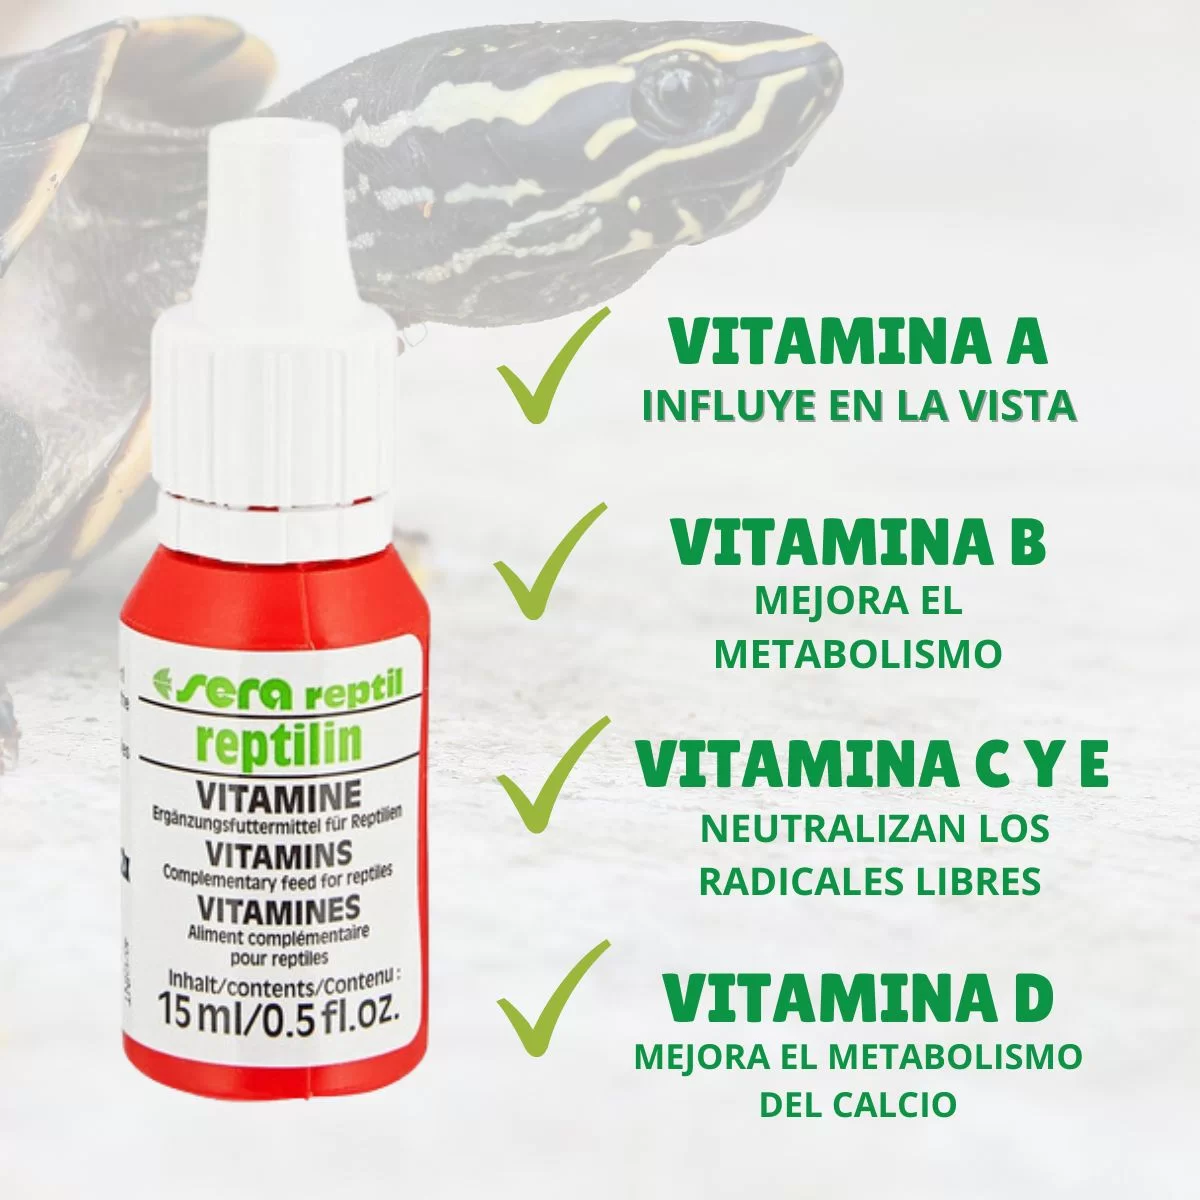 VITAMINA A
INFLUYE EN LA VISTA
VITAMINA B
MEJORA EL
METABOLISMO
VITAMINA C Y E
NEUTRALIZAN LOS
RADICALES LIBRES
VITAMINA D
MEJORA EL METABOLISMO
DEL CALCIO
sera reptil
reptilin
VITAMINE
Ergänzungsfuttermittel für Reptilien
VITAMINS
Complementary feed for reptiles
VITAMINES
Aliment complémentaire
pour reptiles
Inhalt/contents/Contenu:
15 ml/0.5 fl.oz.